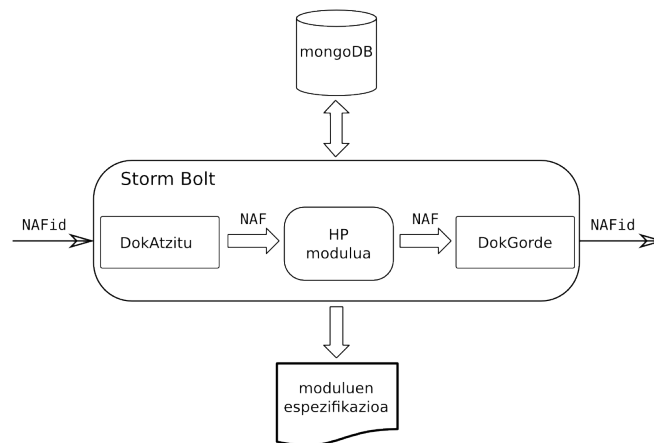 mongoDB
Storm Bolt
NAFid
DokAtzitu
NAF
HP
modulua
NAF
DokGorde
NAFid
moduluen
espezifikazioa